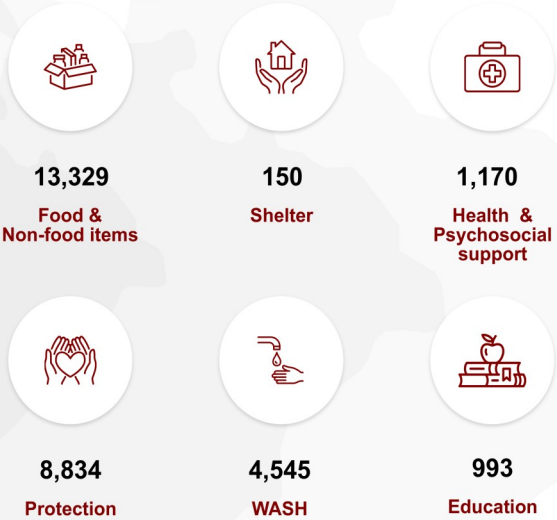 13,329
Food &
Non-food items
150
Shelter
1,170
Health &
Psychosocial
support
8,834
Protection
4,545
WASH
993
Education